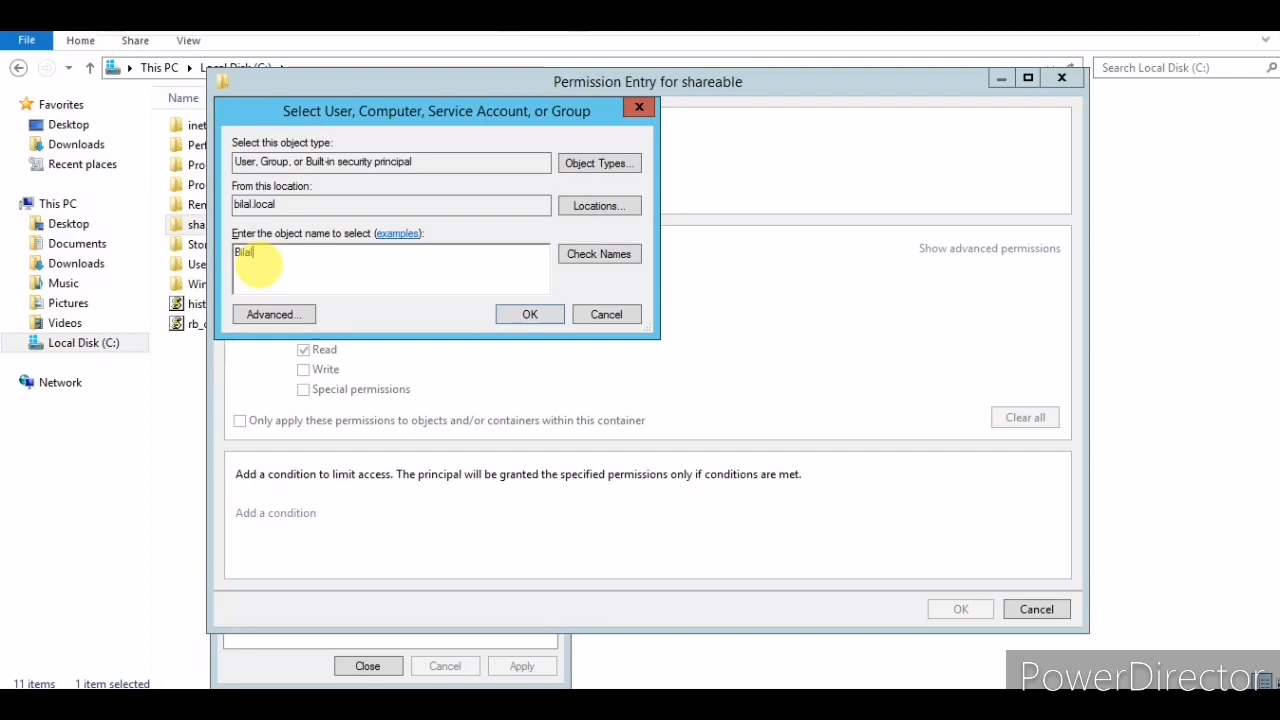 File Home Share View
This PC Local Disk (C:)
Search Local Disk (C:)
Permission Entry for shareable
Select User, Computer, Service Account, or Group
x
Select this object type:
User, Group, or Built-in security principal
Object Types...
From this location:
bilal.local
Locations...
Enter the object name to select (examples):
Bilal
Check Names
Advanced...
OK
Cancel
Favorites
Desktop
Downloads
Recent places
This PC
Desktop
Documents
Downloads
Music
Pictures
Videos
Local Disk (C:)
Network
Name
inet
Perf
Pro
Pro
Ren
sha
Sto
Use
Win
hist
rb_
Show advanced permissions
Read
Write
Special permissions
Only apply these permissions to objects and/or containers within this container
Clear all
Add a condition to limit access. The principal will be granted the specified permissions only if conditions are met.
Add a condition
OK
Cancel
Close
Cancel
Apply
11 items 1 item selected
PowerDirector